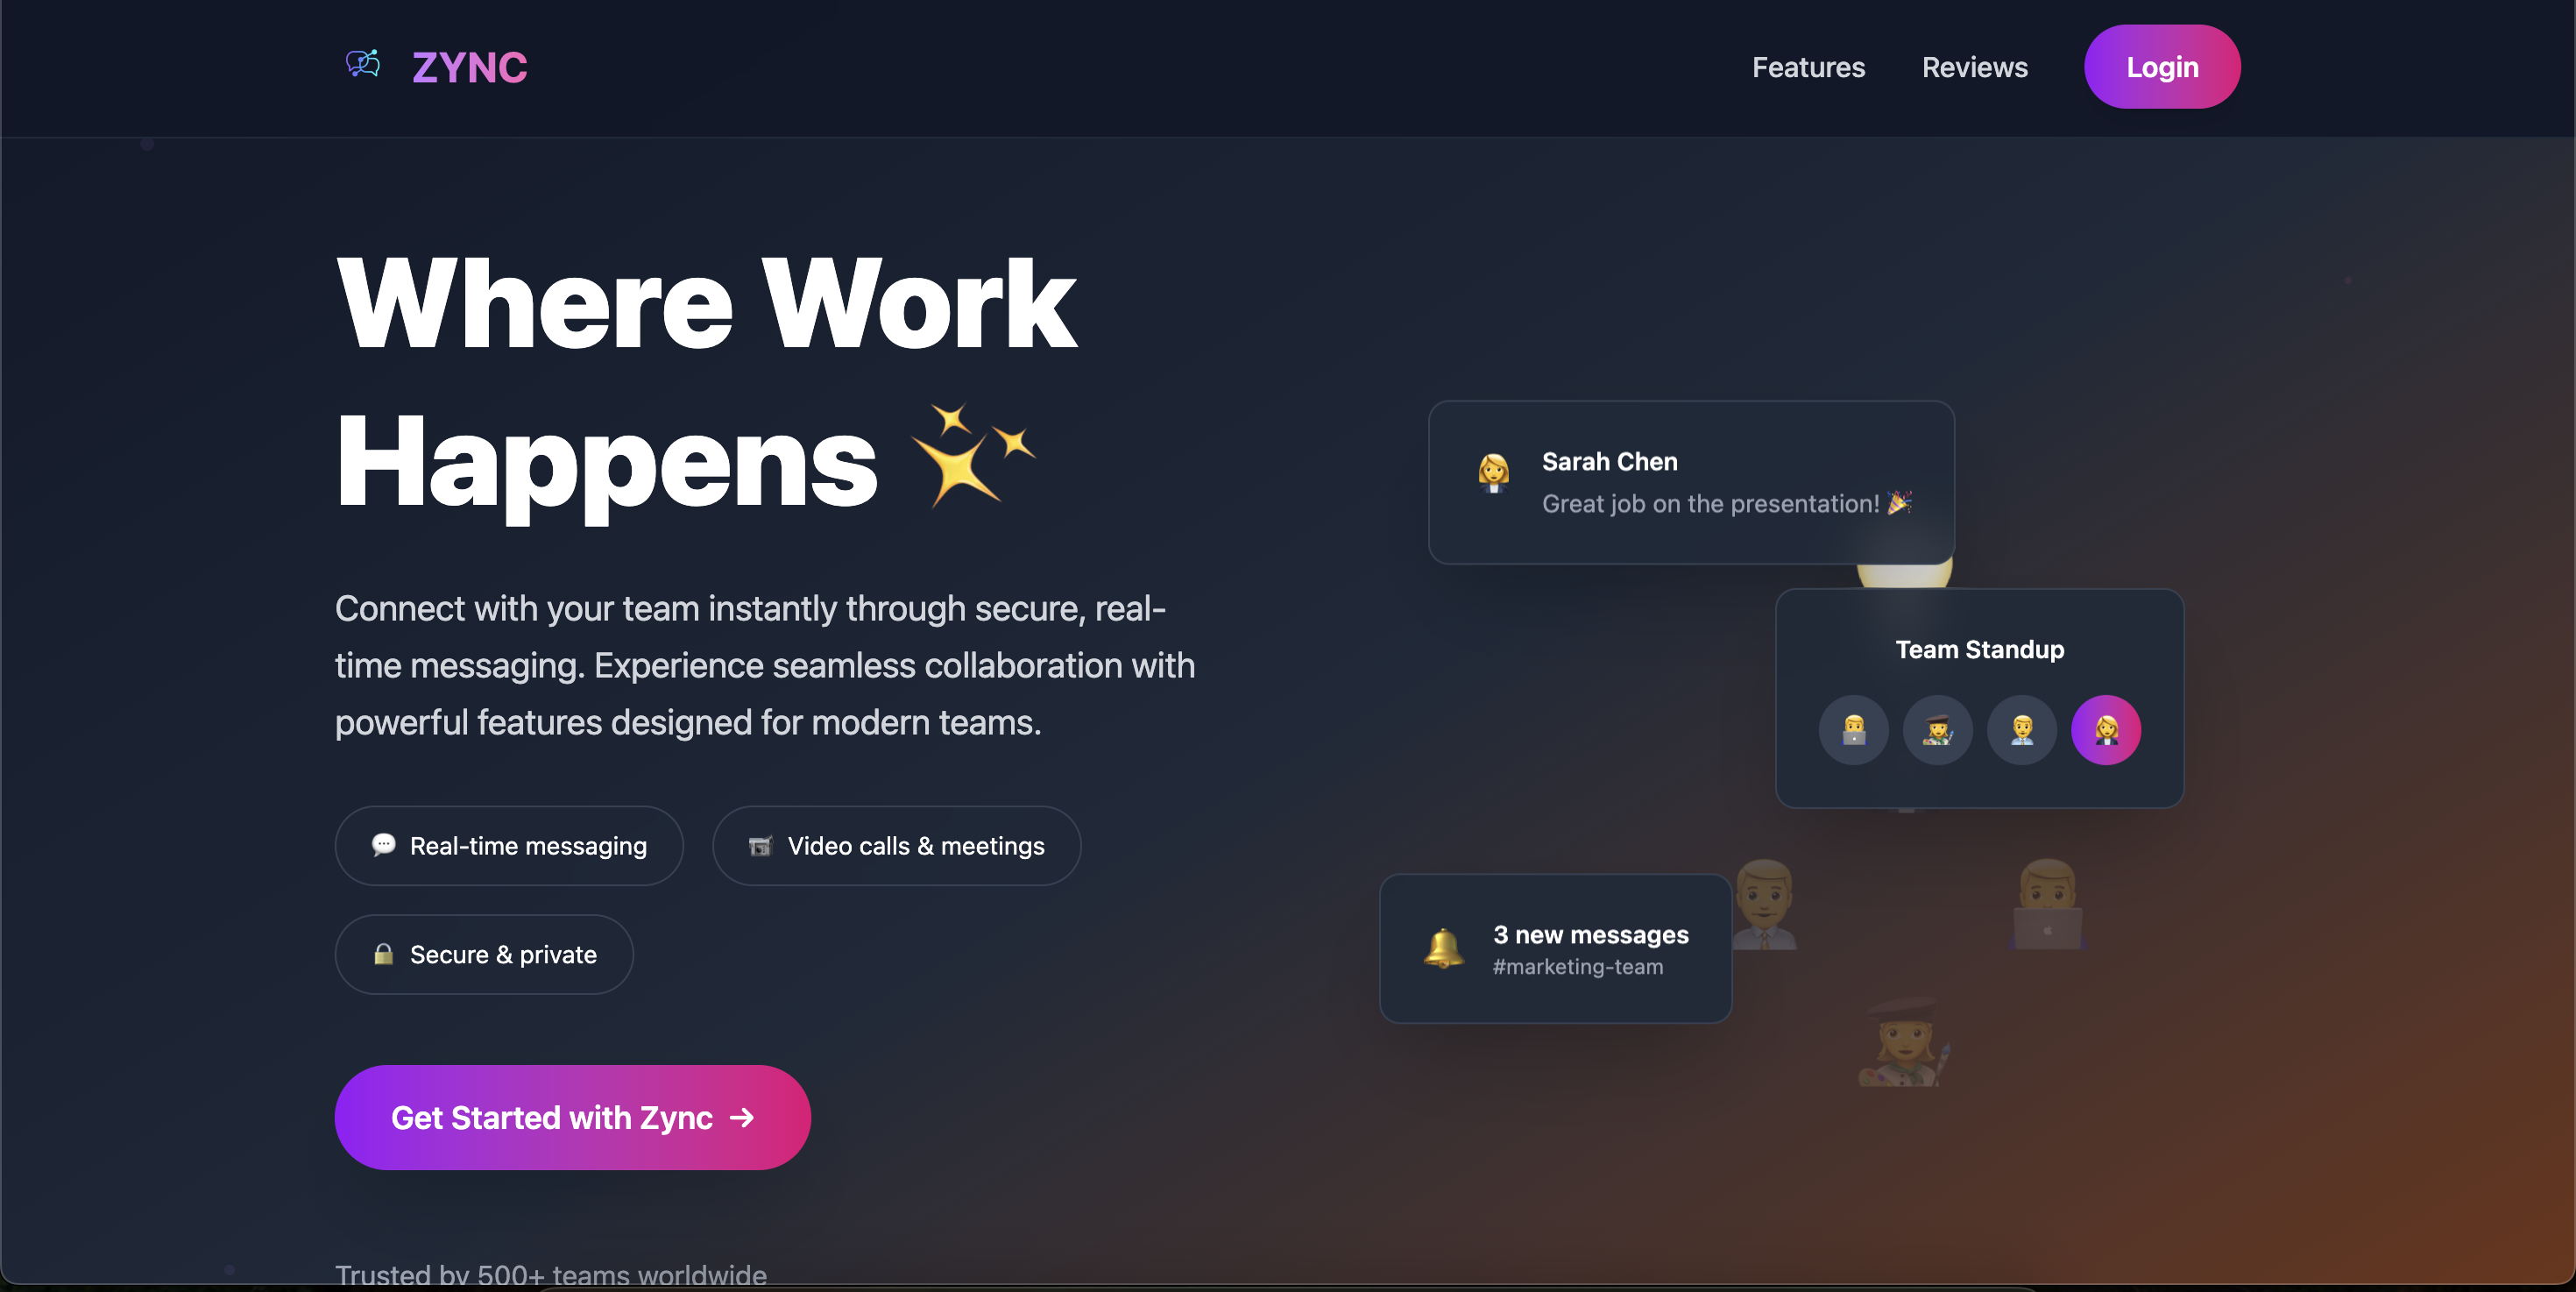 ZYNC
Features
Reviews
Login
Where Work
Happens ✨
Connect with your team instantly through secure, real-
time messaging. Experience seamless collaboration with
powerful features designed for modern teams.
💬 Real-time messaging
📹 Video calls & meetings
🔒 Secure & private
Get Started with Zync →
Trusted by 500+ teams worldwide
Sarah Chen
Great job on the presentation! 🎉
Team Standup
3 new messages
#marketing-team